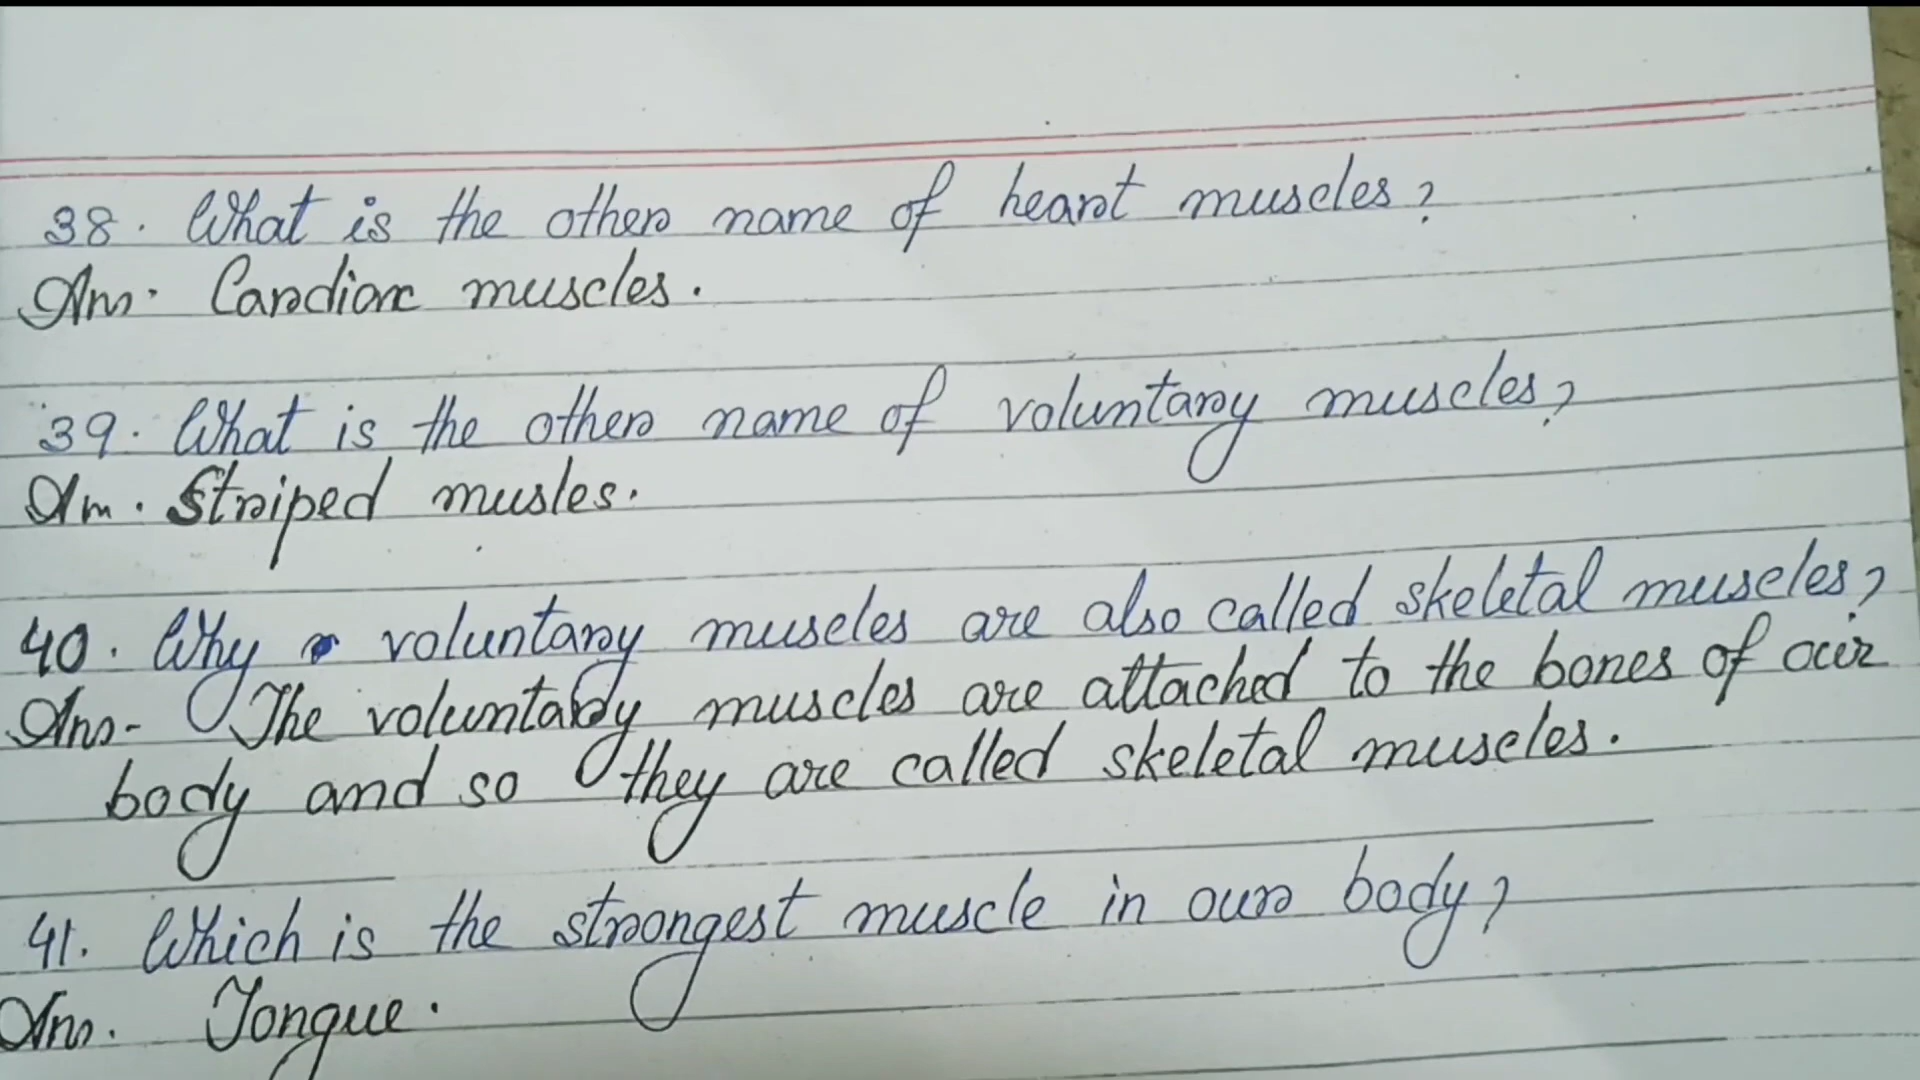 38. What is the other name of heart muscles?
Ans. Cardiac muscles.
39. What is the other name of voluntary muscles?
Ans. Striped musles.
40. Why voluntary muscles are also called skeletal muscles?
Ans- The voluntary muscles are attached to the bones of our
body and so they are called skeletal muscles.
41. Which is the strongest muscle in our body?
Ans. Tongue.